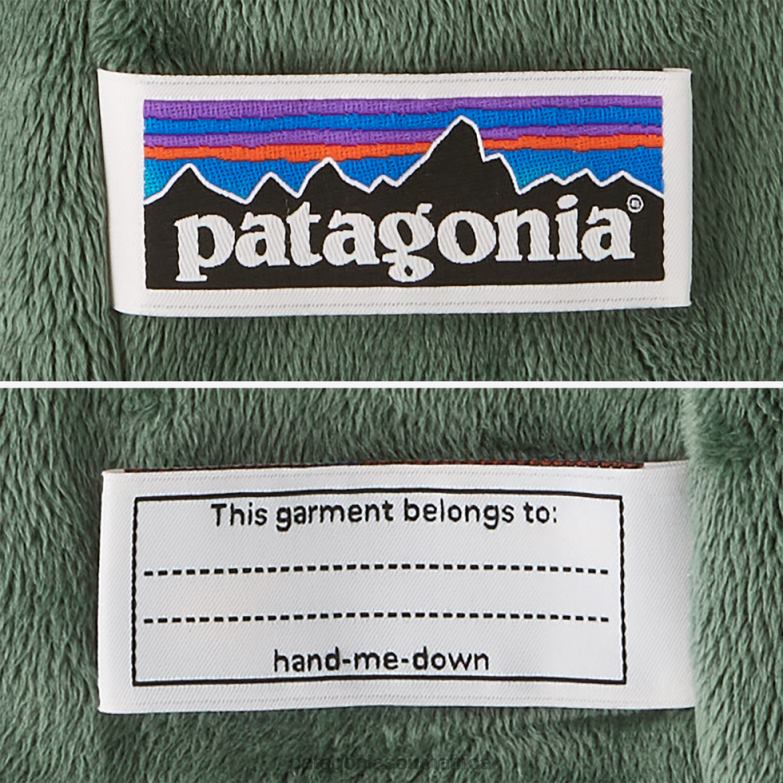 patagonia®
This garment belongs to:
hand-me-down